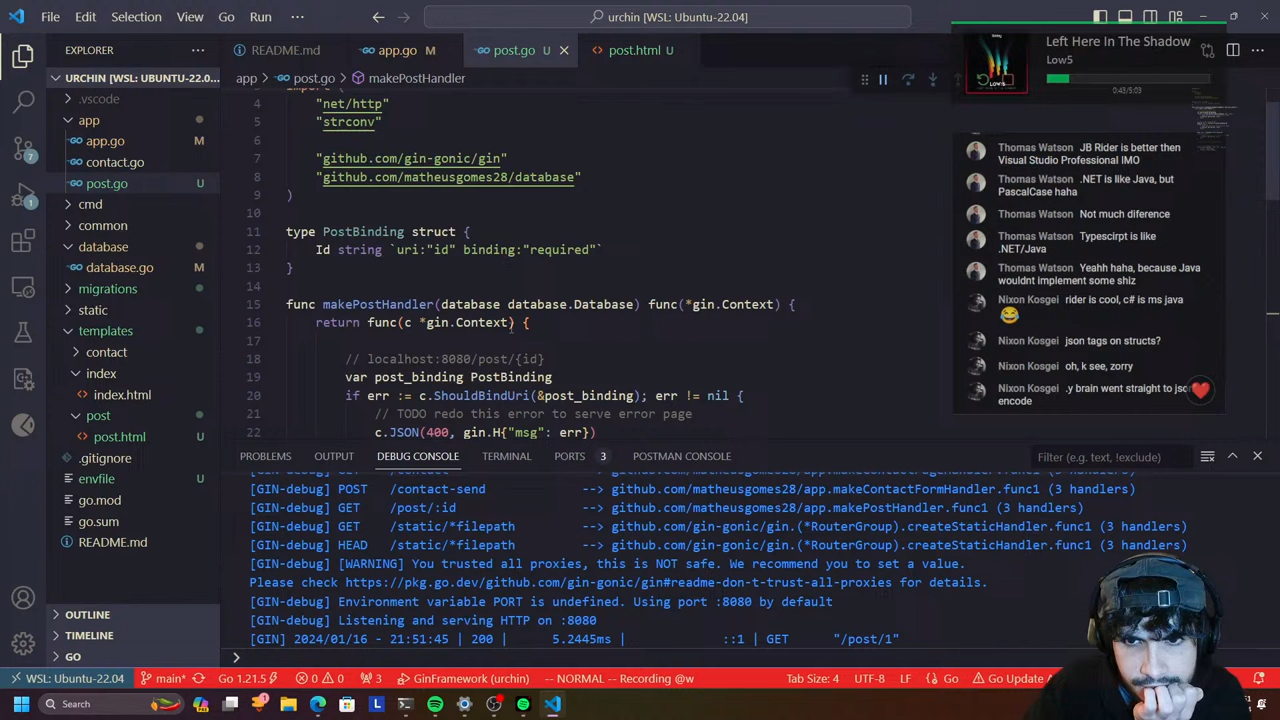 File Edit Selection View Go Run ··· urchin [WSL: Ubuntu-22.04]
EXPLORER ···
README.md app.go M post.go U post.html U
Left Here In The Shadow
Low5
0:43/5:03
URCHIN [WSL: UBUNTU-22.0...
.vscode
app
app.go M
contact.go
post.go U
cmd
common
database
database.go M
migrations
static
templates
contact
index
index.html
post
post.html U
.gitignore
envfile U
go.mod
go.sum
README.md
OUTLINE
TIMELINE
GO
app > post.go > makePostHandler
4 "net/http"
5 "strconv"
6
7 "github.com/gin-gonic/gin"
8 "github.com/matheusgomes28/database"
9 )
10
11 type PostBinding struct {
12 Id string `uri:"id" binding:"required"`
13 }
14
15 func makePostHandler(database database.Database) func(*gin.Context) {
16 return func(c *gin.Context) {
17
18 // localhost:8080/post/{id}
19 var post_binding PostBinding
20 if err := c.ShouldBindUri(&post_binding); err != nil {
21 // TODO redo this error to serve error page
22 c.JSON(400, gin.H{"msg": err})
Thomas Watson JB Rider is better then
Visual Studio Professional IMO
Thomas Watson .NET is like Java, but
PascalCase haha
Thomas Watson Not much diference
Thomas Watson Typescirpt is like
.NET/Java
Thomas Watson Yeahh haha, because Java
wouldnt implement some shiz
Nixon Kosgei rider is cool, c# is ms java
😂
Nixon Kosgei json tags on structs?
Nixon Kosgei oh, k see, zorry
Nixon Kosgei .y brain went straight to jso
encode
PROBLEMS OUTPUT DEBUG CONSOLE TERMINAL PORTS 3 POSTMAN CONSOLE Filter (e.g. text, !exclude)
[GIN-debug] POST /contact-send --> github.com/matheusgomes28/app.makeContactFormHandler.func1 (3 handlers)
[GIN-debug] GET /post/:id --> github.com/matheusgomes28/app.makePostHandler.func1 (3 handlers)
[GIN-debug] GET /static/*filepath --> github.com/gin-gonic/gin.(*RouterGroup).createStaticHandler.func1 (3 handlers)
[GIN-debug] HEAD /static/*filepath --> github.com/gin-gonic/gin.(*RouterGroup).createStaticHandler.func1 (3 handlers)
[GIN-debug] [WARNING] You trusted all proxies, this is NOT safe. We recommend you to set a value.
Please check https://pkg.go.dev/github.com/gin-gonic/gin#readme-don-t-trust-all-proxies for details.
[GIN-debug] Environment variable PORT is undefined. Using port :8080 by default
[GIN-debug] Listening and serving HTTP on :8080
[GIN] 2024/01/16 - 21:51:45 | 200 | 5.2445ms | ::1 | GET "/post/1"
WSL: Ubuntu-22.04 main* Go 1.21.5 0 0 3 GinFramework (urchin) -- NORMAL -- Recording @w Tab Size: 4 UTF-8 LF Go Go Update A
Search